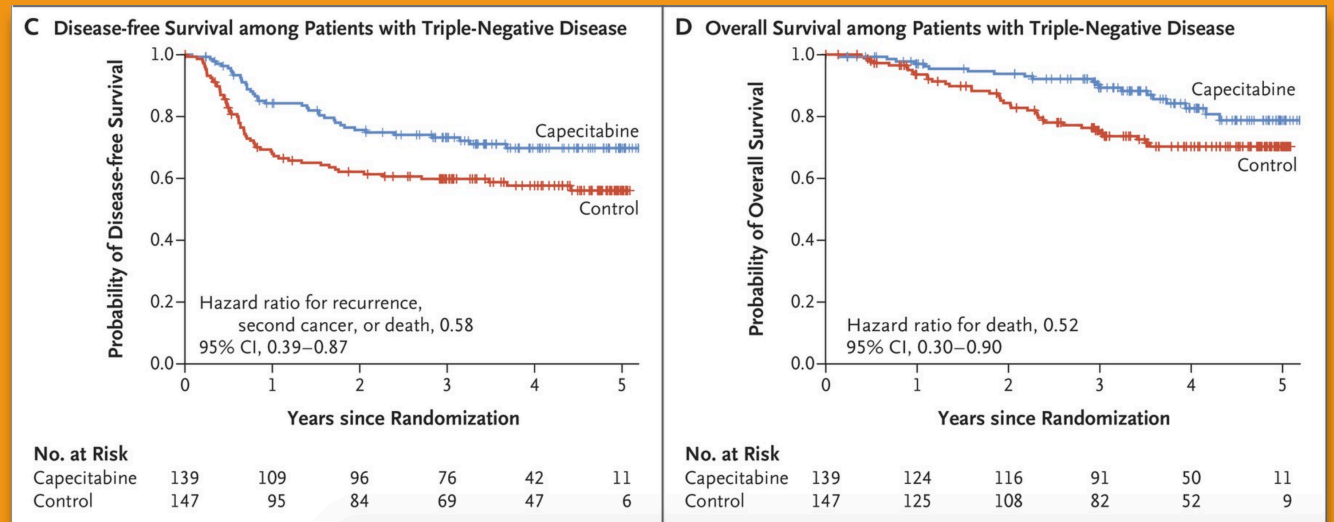 C Disease-free Survival among Patients with Triple-Negative Disease
Probability of Disease-free Survival
1.0
0.8
0.6
0.4
0.2
0.0
Capecitabine
Control
Hazard ratio for recurrence,
second cancer, or death, 0.58
95% CI, 0.39–0.87
0 1 2 3 4 5
Years since Randomization
No. at Risk
Capecitabine 139 109 96 76 42 11
Control 147 95 84 69 47 6
D Overall Survival among Patients with Triple-Negative Disease
Probability of Overall Survival
1.0
0.8
0.6
0.4
0.2
0.0
Capecitabine
Control
Hazard ratio for death, 0.52
95% CI, 0.30–0.90
0 1 2 3 4 5
Years since Randomization
No. at Risk
Capecitabine 139 124 116 91 50 11
Control 147 125 108 82 52 9